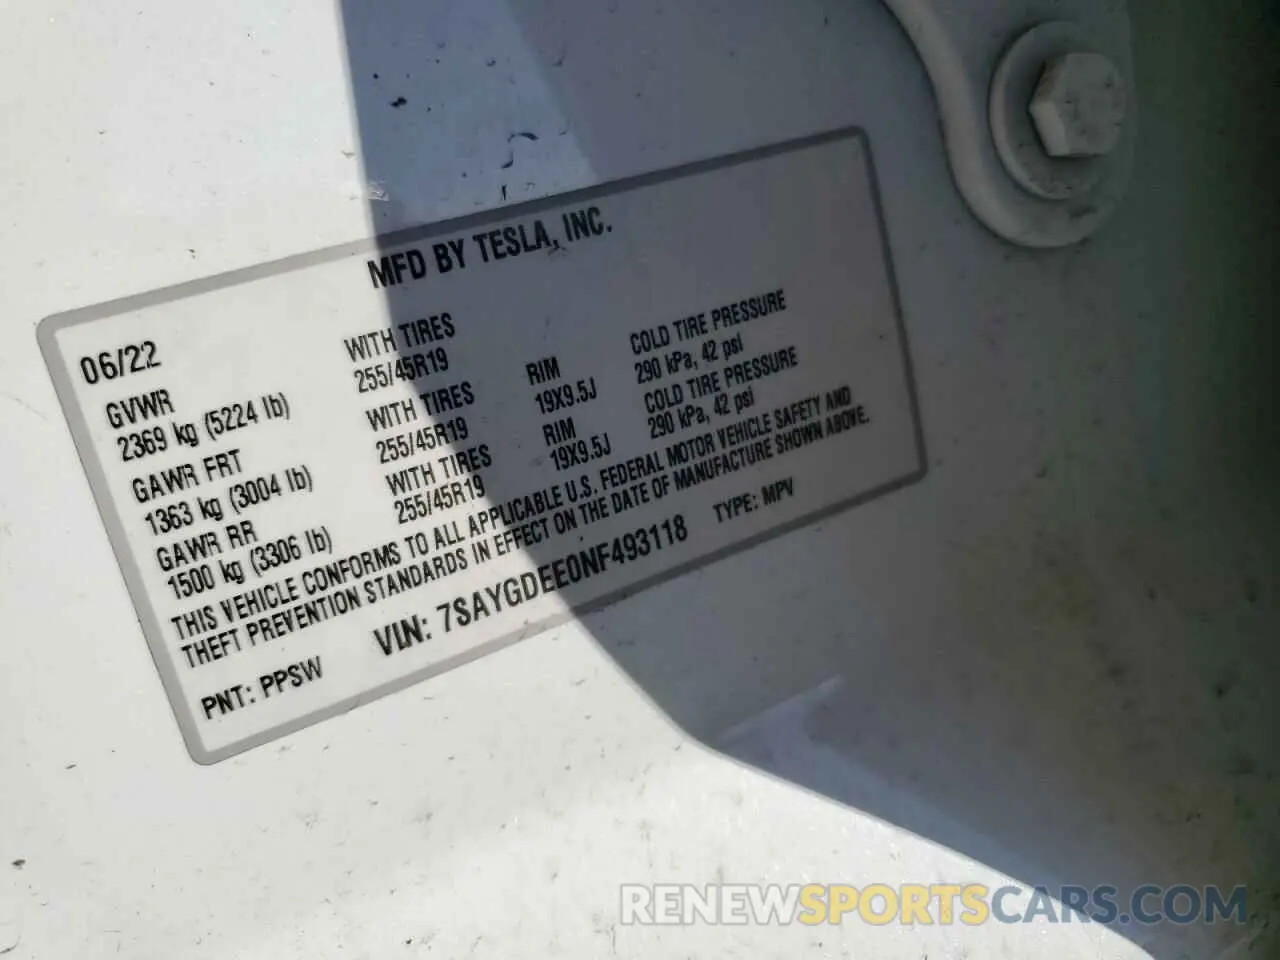 MFD BY TESLA, INC.
06/22
GVWR
2369 kg (5224 lb)
WITH TIRES
255/45R19
RIM
19X9.5J
COLD TIRE PRESSURE
290 kPa, 42 psi
GAWR FRT
1363 kg (3004 lb)
WITH TIRES
255/45R19
RIM
19X9.5J
COLD TIRE PRESSURE
290 kPa, 42 psi
GAWR RR
1500 kg (3306 lb)
WITH TIRES
255/45R19
THIS VEHICLE CONFORMS TO ALL APPLICABLE U.S. FEDERAL MOTOR VEHICLE SAFETY AND
THEFT PREVENTION STANDARDS IN EFFECT ON THE DATE OF MANUFACTURE SHOWN ABOVE.
PNT: PPSW
VIN: 7SAYGDEE0NF493118
TYPE: MPV
RENEWSPORTSCARS.COM